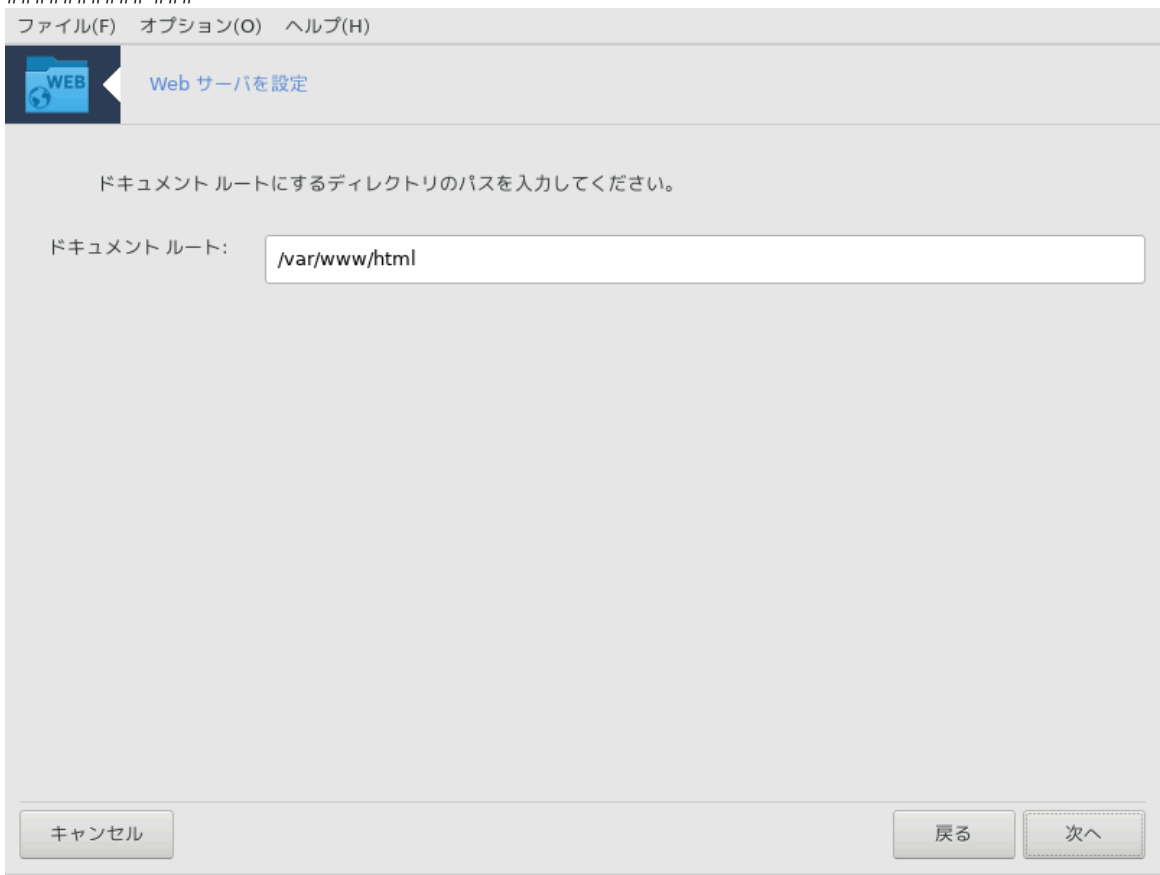 ファイル(F) オプション(O) ヘルプ(H)
WEB
Web サーバを設定
ドキュメント ルートにするディレクトリのパスを入力してください。
ドキュメント ルート: /var/www/html
キャンセル 戻る 次へ